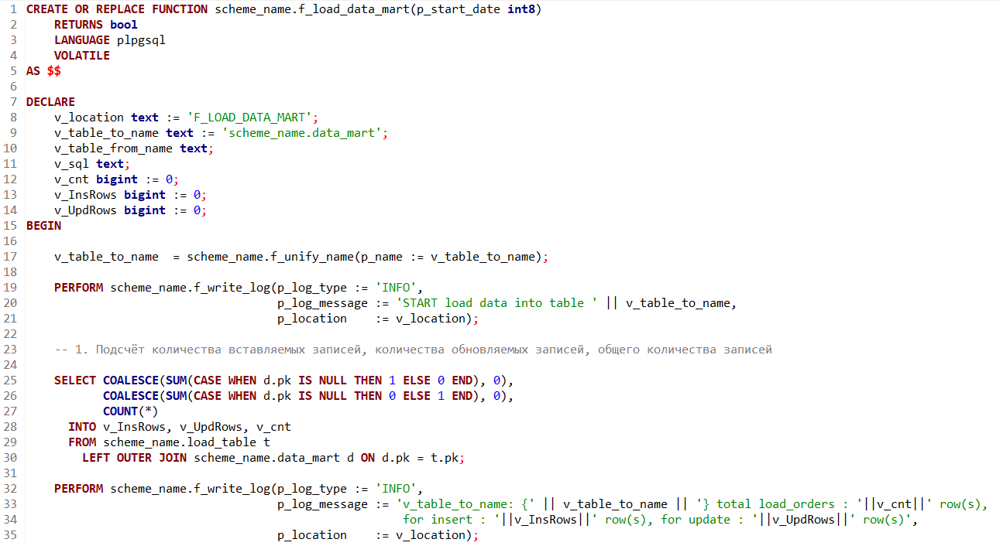 1 CREATE OR REPLACE FUNCTION scheme_name.f_load_data_mart(p_start_date int8)
2     RETURNS bool
3     LANGUAGE plpgsql
4     VOLATILE
5 AS $$
6
7 DECLARE
8     v_location text := 'F_LOAD_DATA_MART';
9     v_table_to_name text := 'scheme_name.data_mart';
10     v_table_from_name text;
11     v_sql text;
12     v_cnt bigint := 0;
13     v_InsRows bigint := 0;
14     v_UpdRows bigint := 0;
15 BEGIN
16
17     v_table_to_name  = scheme_name.f_unify_name(p_name := v_table_to_name);
18
19     PERFORM scheme_name.f_write_log(p_log_type := 'INFO',
20                                     p_log_message := 'START load data into table ' || v_table_to_name,
21                                     p_location    := v_location);
22
23     -- 1. Подсчёт количества вставляемых записей, количества обновляемых записей, общего количества записей
24
25     SELECT COALESCE(SUM(CASE WHEN d.pk IS NULL THEN 1 ELSE 0 END), 0),
26            COALESCE(SUM(CASE WHEN d.pk IS NULL THEN 0 ELSE 1 END), 0),
27            COUNT(*)
28       INTO v_InsRows, v_UpdRows, v_cnt
29       FROM scheme_name.load_table t
30         LEFT OUTER JOIN scheme_name.data_mart d ON d.pk = t.pk;
31
32     PERFORM scheme_name.f_write_log(p_log_type := 'INFO',
33                                     p_log_message := 'v_table_to_name: {' || v_table_to_name || '} total load_orders : '||v_cnt||' row(s),
34                                                       for insert : '||v_InsRows||' row(s), for update : '||v_UpdRows||' row(s)',
35                                     p_location    := v_location);